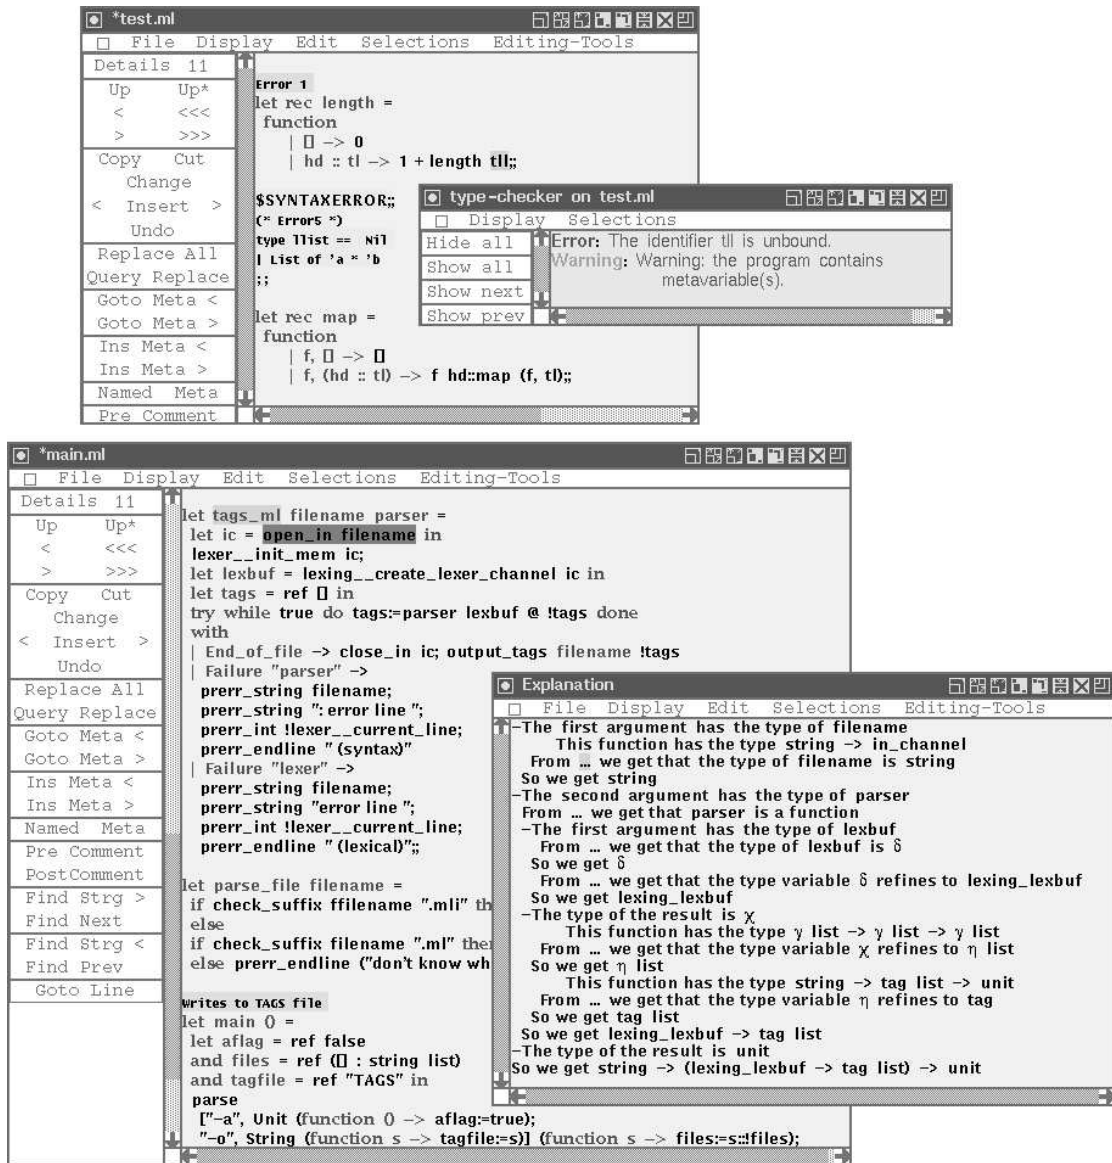 *test.ml
File Display Edit Selections Editing-Tools
Details 11
Up Up*
< <<<
> >>>
Copy Cut
Change
< Insert >
Undo
Replace All
Query Replace
Goto Meta <
Goto Meta >
Ins Meta <
Ins Meta >
Named Meta
Pre Comment
Error 1
let rec length =
function
| [] -> 0
| hd :: tl -> 1 + length tll;;
$SYNTAXERROR;;
(* Error5 *)
type llist == Nil
| List of 'a * 'b
;;
let rec map =
function
| f, [] -> []
| f, (hd :: tl) -> f hd::map (f, tl);;
type-checker on test.ml
Display Selections
Hide all
Show all
Show next
Show prev
Error: The identifier tll is unbound.
Warning: Warning: the program contains
metavariable(s).
*main.ml
File Display Edit Selections Editing-Tools
Details 11
Up Up*
< <<<
> >>>
Copy Cut
Change
< Insert >
Undo
Replace All
Query Replace
Goto Meta <
Goto Meta >
Ins Meta <
Ins Meta >
Named Meta
Pre Comment
PostComment
Find Strg >
Find Next
Find Strg <
Find Prev
Goto Line
let tags_ml filename parser =
let ic = open_in filename in
lexer__init_mem ic;
let lexbuf = lexing__create_lexer_channel ic in
let tags = ref [] in
try while true do tags:=parser lexbuf @ !tags done
with
| End_of_file -> close_in ic; output_tags filename !tags
| Failure "parser" ->
prerr_string filename;
prerr_string ": error line ";
prerr_int !lexer__current_line;
prerr_endline " (syntax)"
| Failure "lexer" ->
prerr_string filename;
prerr_string "error line ";
prerr_int !lexer__current_line;
prerr_endline " (lexical)";;
let parse_file filename =
if check_suffix ffilename ".mli" th
else
if check_suffix filename ".ml" then
else prerr_endline ("don't know wh
Writes to TAGS file
let main () =
let aflag = ref false
and files = ref ([] : string list)
and tagfile = ref "TAGS" in
parse
["-a", Unit (function () -> aflag:=true);
"-o", String (function s -> tagfile:=s)] (function s -> files:=s::!files);
Explanation
File Display Edit Selections Editing-Tools
-The first argument has the type of filename
This function has the type string -> in_channel
From ... we get that the type of filename is string
So we get string
-The second argument has the type of parser
From ... we get that parser is a function
-The first argument has the type of lexbuf
From ... we get that the type of lexbuf is δ
So we get δ
From ... we get that the type variable δ refines to lexing_lexbuf
So we get lexing_lexbuf
-The type of the result is χ
This function has the type γ list -> γ list -> γ list
From ... we get that the type variable χ refines to η list
So we get η list
This function has the type string -> tag list -> unit
From ... we get that the type variable η refines to tag
So we get tag list
So we get lexing_lexbuf -> tag list
-The type of the result is unit
So we get string -> (lexing_lexbuf -> tag list) -> unit